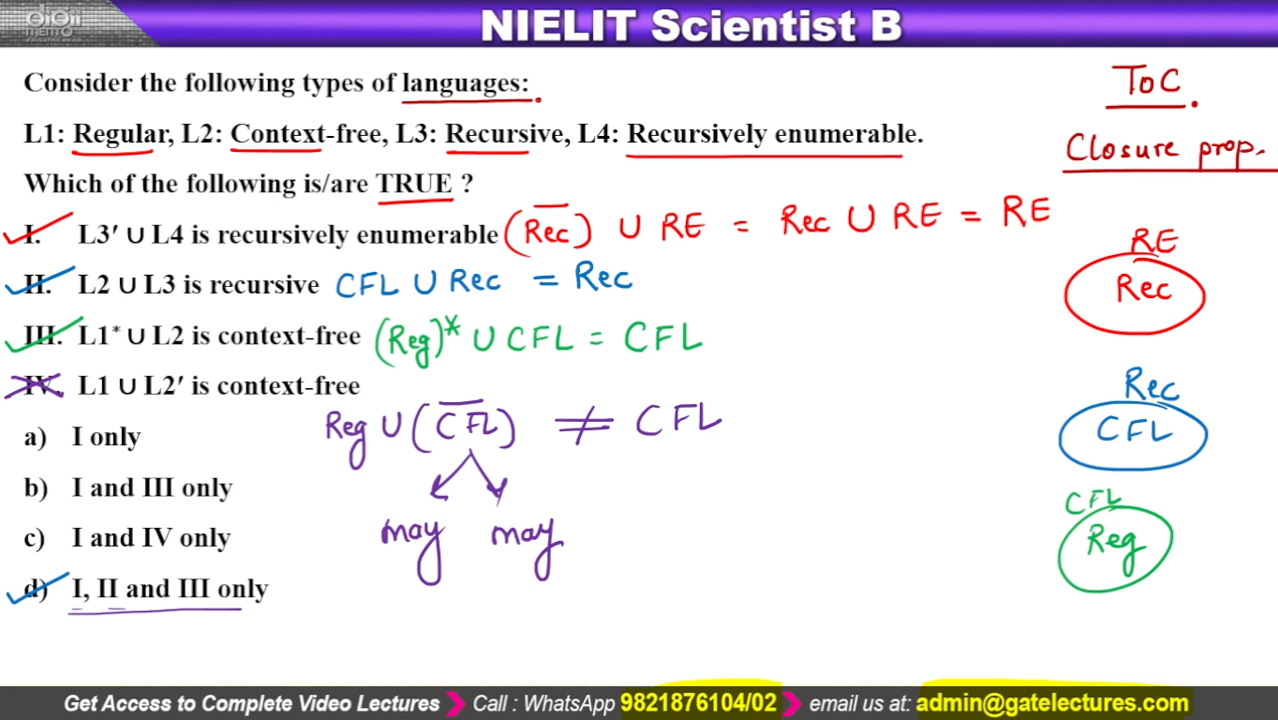 digii
mento
EDUCATION ON GO
NIELIT Scientist B
Consider the following types of languages:
ToC
L1: Regular, L2: Context-free, L3: Recursive, L4: Recursively enumerable.
Closure prop.
Which of the following is/are TRUE ?
I. L3′ ∪ L4 is recursively enumerable (R̅e̅c̅) ∪ RE = Rec ∪ RE = RE
RE
Rec
II. L2 ∪ L3 is recursive CFL ∪ Rec = Rec
III. L1* ∪ L2 is context-free (Reg)* ∪ CFL = CFL
IV. L1 ∪ L2′ is context-free
Rec
CFL
Reg ∪ (C̅F̅L̅) ≠ CFL
may may
a) I only
b) I and III only
CFL
Reg
c) I and IV only
d) I, II and III only
Get Access to Complete Video Lectures Call : WhatsApp 9821876104/02 email us at: admin@gatelectures.com